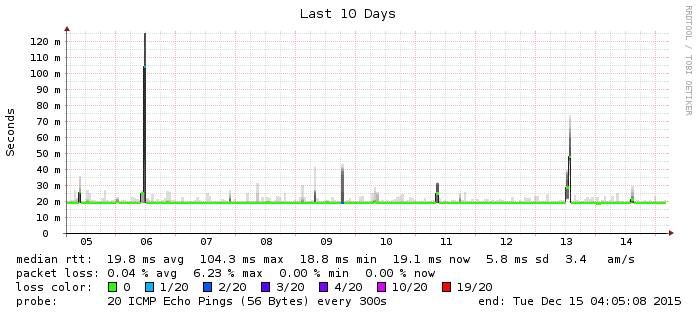 Last 10 Days
RRDTOOL / TOBI OETIKER
Seconds
120 m
110 m
100 m
90 m
80 m
70 m
60 m
50 m
40 m
30 m
20 m
10 m
0
05 06 07 08 09 10 11 12 13 14
median rtt: 19.8 ms avg 104.3 ms max 18.8 ms min 19.1 ms now 5.8 ms sd 3.4 am/s
packet loss: 0.04 % avg 6.23 % max 0.00 % min 0.00 % now
loss color: 0 1/20 2/20 3/20 4/20 10/20 19/20
probe: 20 ICMP Echo Pings (56 Bytes) every 300s end: Tue Dec 15 04:05:08 2015